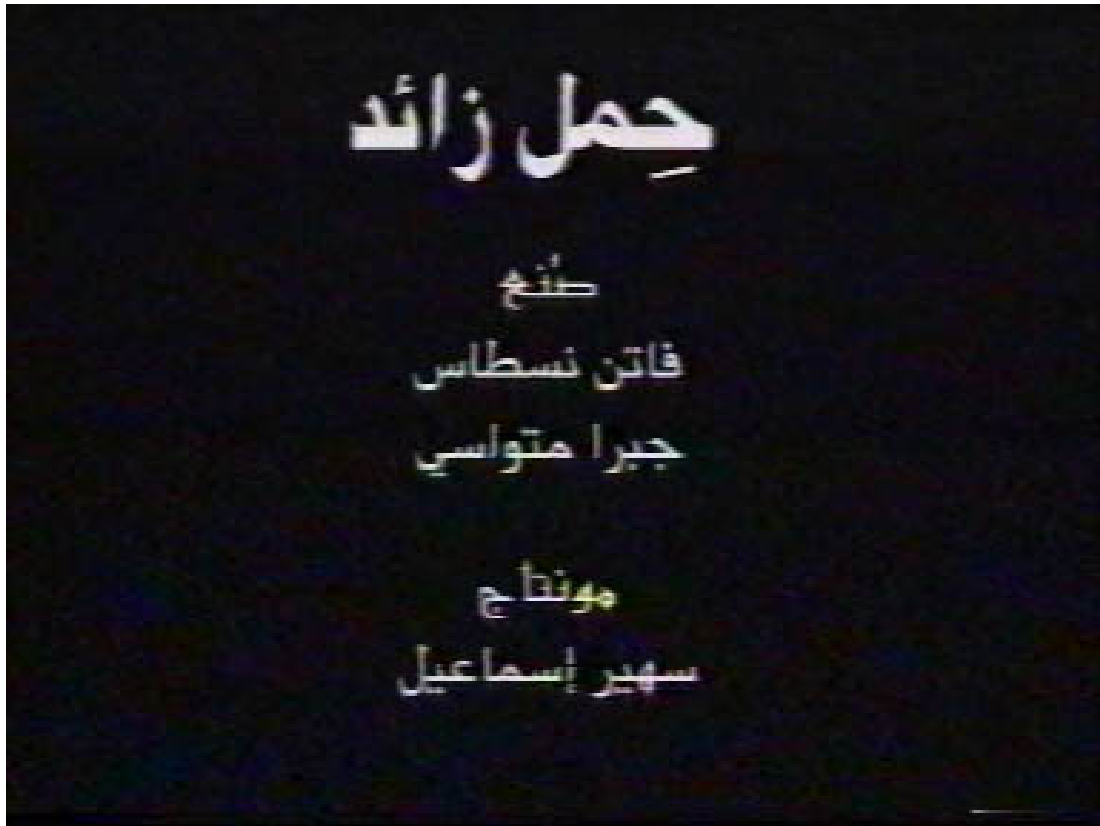 حِمل زائد
صُنع
فاتن نسطاس
جبرا متواسي
مونتاج
سهير إسماعيل